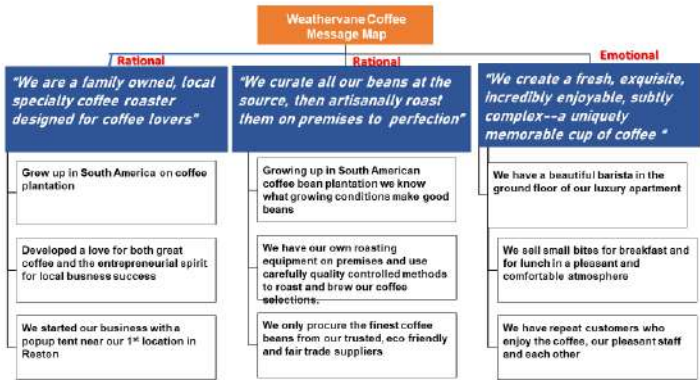 Weathervane Coffee
Message Map
Rational
Rational
Emotional
"We are a family owned, local
specialty coffee roaster
designed for coffee lovers"
Grew up in South America on coffee
plantation
Developed a love for both great
coffee and the entrepreneurial spirit
for local business success
We started our business with a
popup tent near our 1st location in
Reston
"We curate all our beans at the
source, then artisanally roast
them on premises to perfection"
Growing up in South American
coffee bean plantation we know
what growing conditions make good
beans
We have our own roasting
equipment on premises and use
carefully quality controlled methods
to roast and brew our coffee
selections.
We only procure the finest coffee
beans from our trusted, eco friendly
and fair trade suppliers
"We create a fresh, exquisite,
incredibly enjoyable, subtly
complex--a uniquely
memorable cup of coffee "
We have a beautiful barista in the
ground floor of our luxury apartment
We sell small bites for breakfast and
for lunch in a pleasant and
comfortable atmosphere
We have repeat customers who
enjoy the coffee, our pleasant staff
and each other